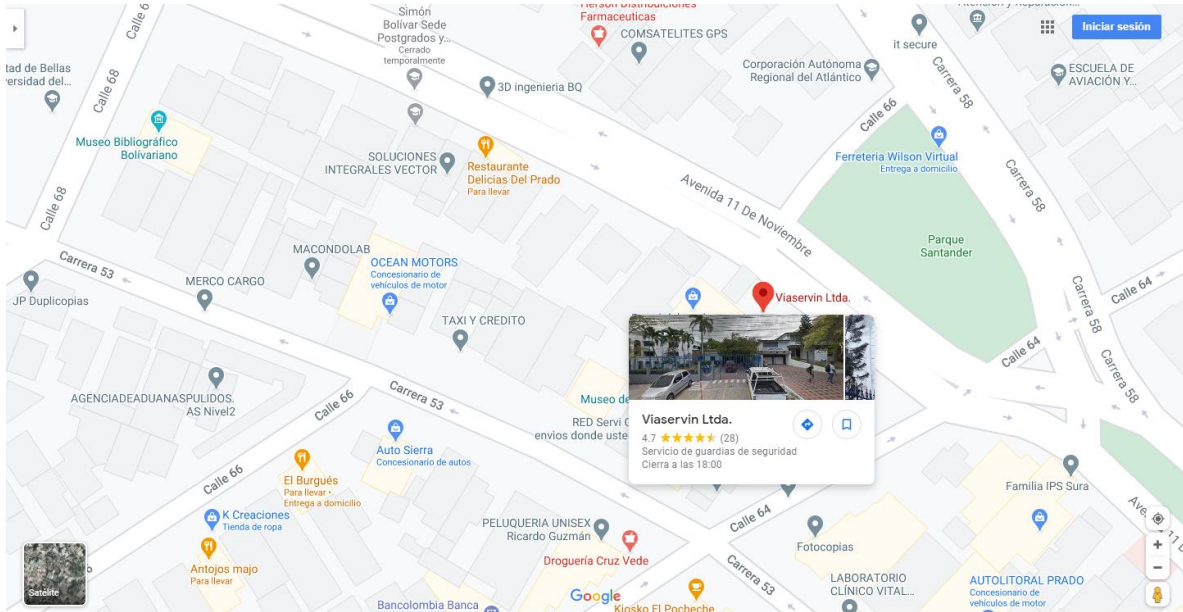 Calle 6
Simón
Bolívar Sede
Postgrados y...
Cerrado
temporalmente
Farmaceuticas
COMSATELITES GPS
it secure
Iniciar sesión
tad de Bellas
versidad del...
Calle 68
3D ingenieria BQ
Corporación Autónoma
Regional del Atlántico
Carrera 58
ESCUELA DE
AVIACIÓN Y...
Calle 66
Museo Bibliográfico
Bolivariano
SOLUCIONES
INTEGRALES VECTOR
Restaurante
Delicias Del Prado
Para llevar
Ferreteria Wilson Virtual
Entrega a domicilio
Carrera 58
Avenida 11 De Noviembre
Calle 68
Parque
Santander
Carrera 53
MACONDOLAB
OCEAN MOTORS
Concesionario de
vehículos de motor
MERCO CARGO
JP Duplicopias
TAXI Y CREDITO
Viaservin Ltda.
Calle 64
Carrera 58
Calle 64
Carrera 58
AGENCIADEADUANASPULIDOS.
AS Nivel2
Calle 66
Carrera 53
Museo de
RED Servi
envios donde uste
Viaservin Ltda.
4.7 (28)
Servicio de guardias de seguridad
Cierra a las 18:00
Auto Sierra
Concesionario de autos
Calle 66
El Burgués
Para llevar •
Entrega a domicilio
Familia IPS Sura
K Creaciones
Tienda de ropa
PELUQUERIA UNISEX
Ricardo Guzmán
Calle 64
Fotocopias
Ave. 11 D
Antojos majo
Para llevar
Droguería Cruz Vede
Carrera 53
LABORATORIO
CLÍNICO VITAL...
AUTOLITORAL PRADO
Concesionario de
vehículos de motor
Satélite
Bancolombia Banca
Google
Kiosko El Pocheche